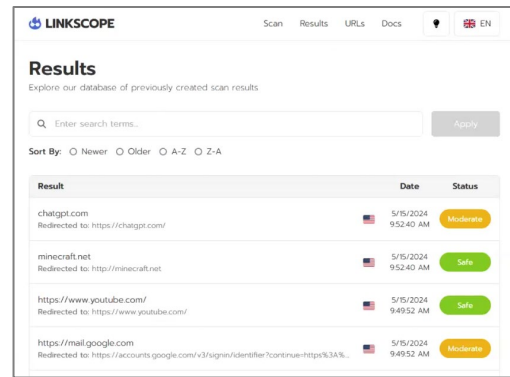 LINKSCOPE Scan Results URLs Docs EN
Results
Explore our database of previously created scan results
Enter search terms.. Apply
Sort By: Newer Older A-Z Z-A
Result Date Status
chatgpt.com 5/15/2024
Redirected to: https://chatgpt.com/ 9:52:40 AM Moderate
minecraft.net 5/15/2024
Redirected to: http://minecraft.net 9:52:40 AM Safe
https://www.youtube.com/ 5/15/2024
Redirected to: https://www.youtube.com/ 9:49:52 AM Safe
https://mail.google.com 5/15/2024
Redirected to: https://accounts.google.com/v3/signin/identifier?continue=https%3A%... 9:49:52 AM Moderate